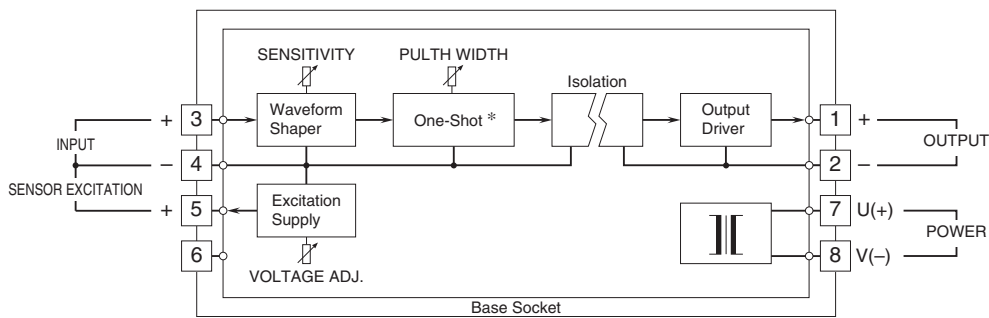 SENSITIVITY
PULTH WIDTH
Isolation
Waveform
Shaper
One-Shot *
Output
Driver
+ 3
1 +
INPUT
OUTPUT
− 4
2 −
SENSOR EXCITATION
+ 5
Excitation
Supply
7 U(+)
POWER
6
8 V(−)
VOLTAGE ADJ.
Base Socket